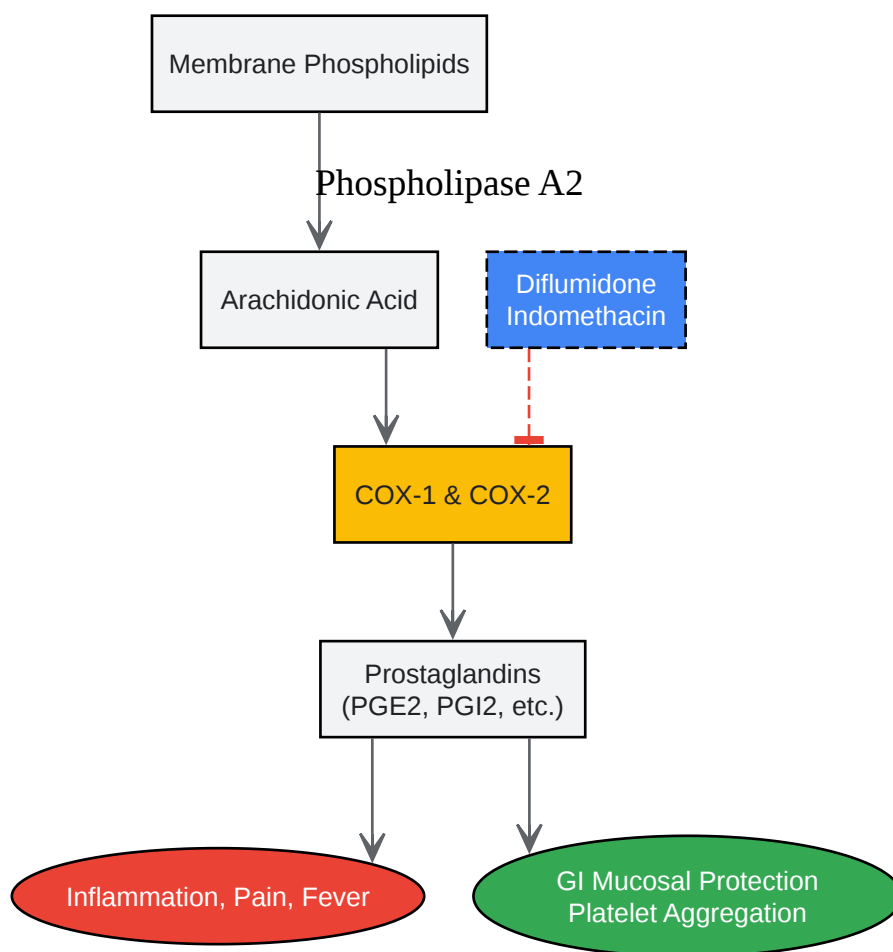 Membrane Phospholipids
Phospholipase A2
Arachidonic Acid
Diflumidone
Indomethacin
COX-1 & COX-2
Prostaglandins
(PGE2, PGI2, etc.)
Inflammation, Pain, Fever
GI Mucosal Protection
Platelet Aggregation